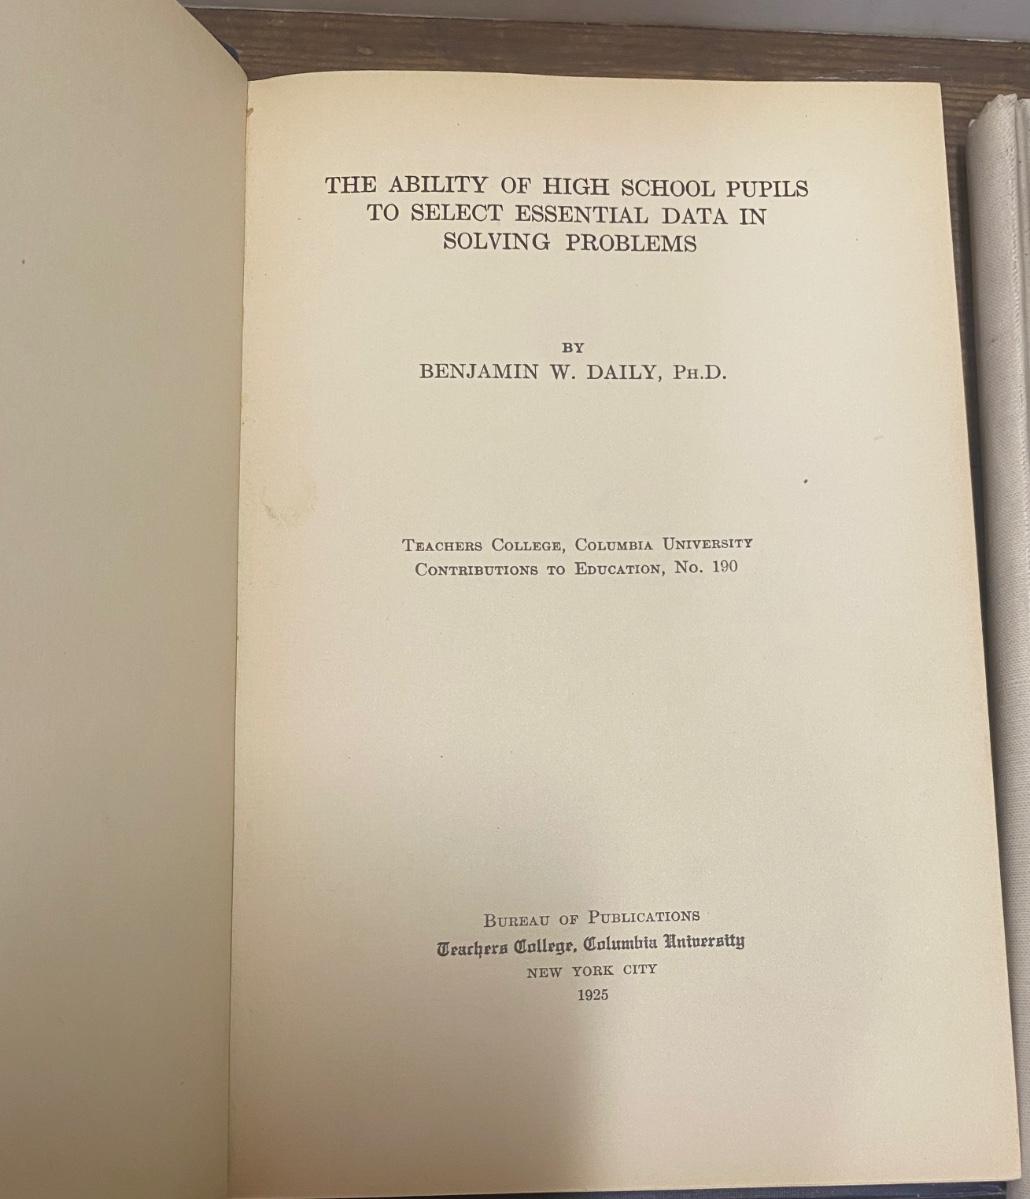 THE ABILITY OF HIGH SCHOOL PUPILS
TO SELECT ESSENTIAL DATA IN
SOLVING PROBLEMS
BY
BENJAMIN W. DAILY, PH.D.
TEACHERS COLLEGE, COLUMBIA UNIVERSITY
CONTRIBUTIONS TO EDUCATION, NO. 190
BUREAU OF PUBLICATIONS
Teachers College, Columbia University
NEW YORK CITY
1925